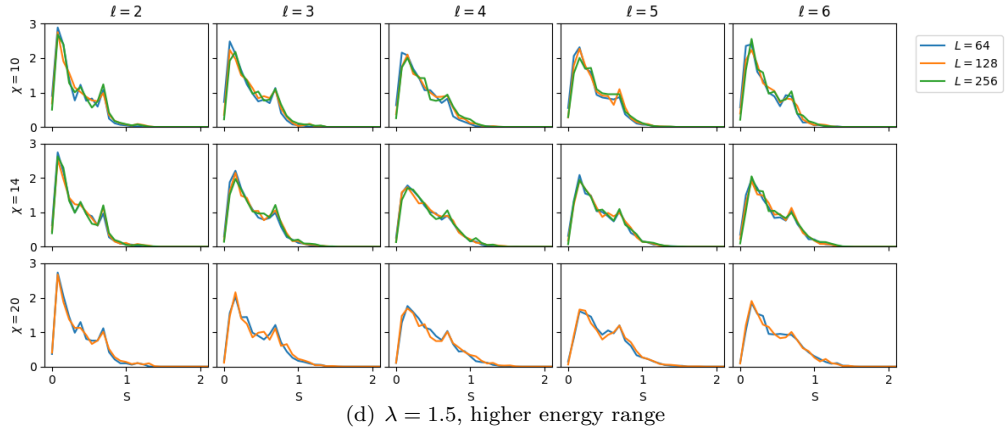 ℓ = 2 ℓ = 3 ℓ = 4 ℓ = 5 ℓ = 6
3
2
1
0
χ = 10
L = 64
L = 128
L = 256
3
2
1
0
χ = 14
3
2
1
0
χ = 20
0 1 2 0 1 2 0 1 2 0 1 2 0 1 2
S S S S S
(d) λ = 1.5, higher energy range